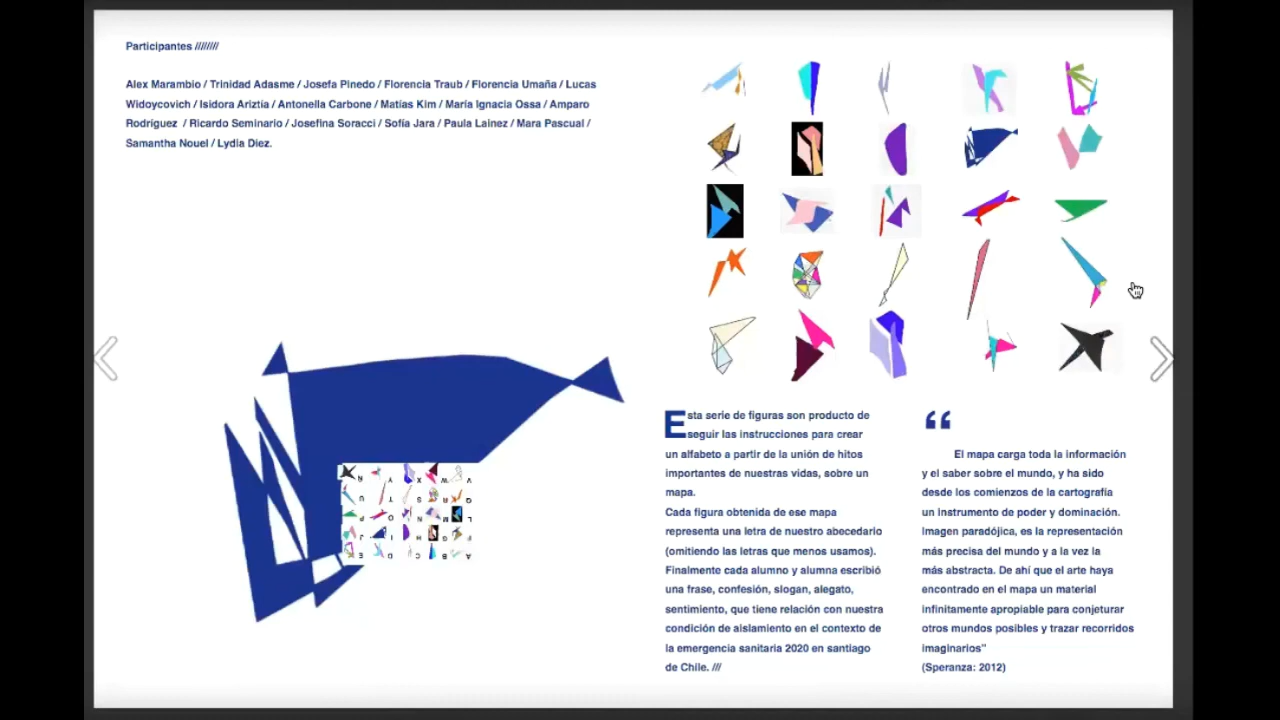 Participantes ////////
Alex Marambio / Trinidad Adasme / Josefa Pinedo / Florencia Traub / Florencia Umaña / Lucas
Widoycovich / Isidora Ariztía / Antonella Carbone / Matías Kim / María Ignacia Ossa / Amparo
Rodríguez / Ricardo Seminario / Josefina Soracci / Sofía Jara / Paula Lainez / Mara Pascual /
Samantha Nouel / Lydia Diez.
Esta serie de figuras son producto de
seguir las instrucciones para crear
un alfabeto a partir de la unión de hitos
importantes de nuestras vidas, sobre un
mapa.
Cada figura obtenida de ese mapa
representa una letra de nuestro abecedario
(omitiendo las letras que menos usamos).
Finalmente cada alumno y alumna escribió
una frase, confesión, slogan, alegato,
sentimiento, que tiene relación con nuestra
condición de aislamiento en el contexto de
la emergencia sanitaria 2020 en santiago
de Chile. ///
“
El mapa carga toda la información
y el saber sobre el mundo, y ha sido
desde los comienzos de la cartografía
un instrumento de poder y dominación.
Imagen paradójica, es la representación
más precisa del mundo y a la vez la
más abstracta. De ahí que el arte haya
encontrado en el mapa un material
infinitamente apropiable para conjeturar
otros mundos posibles y trazar recorridos
imaginarios"
(Speranza: 2012)